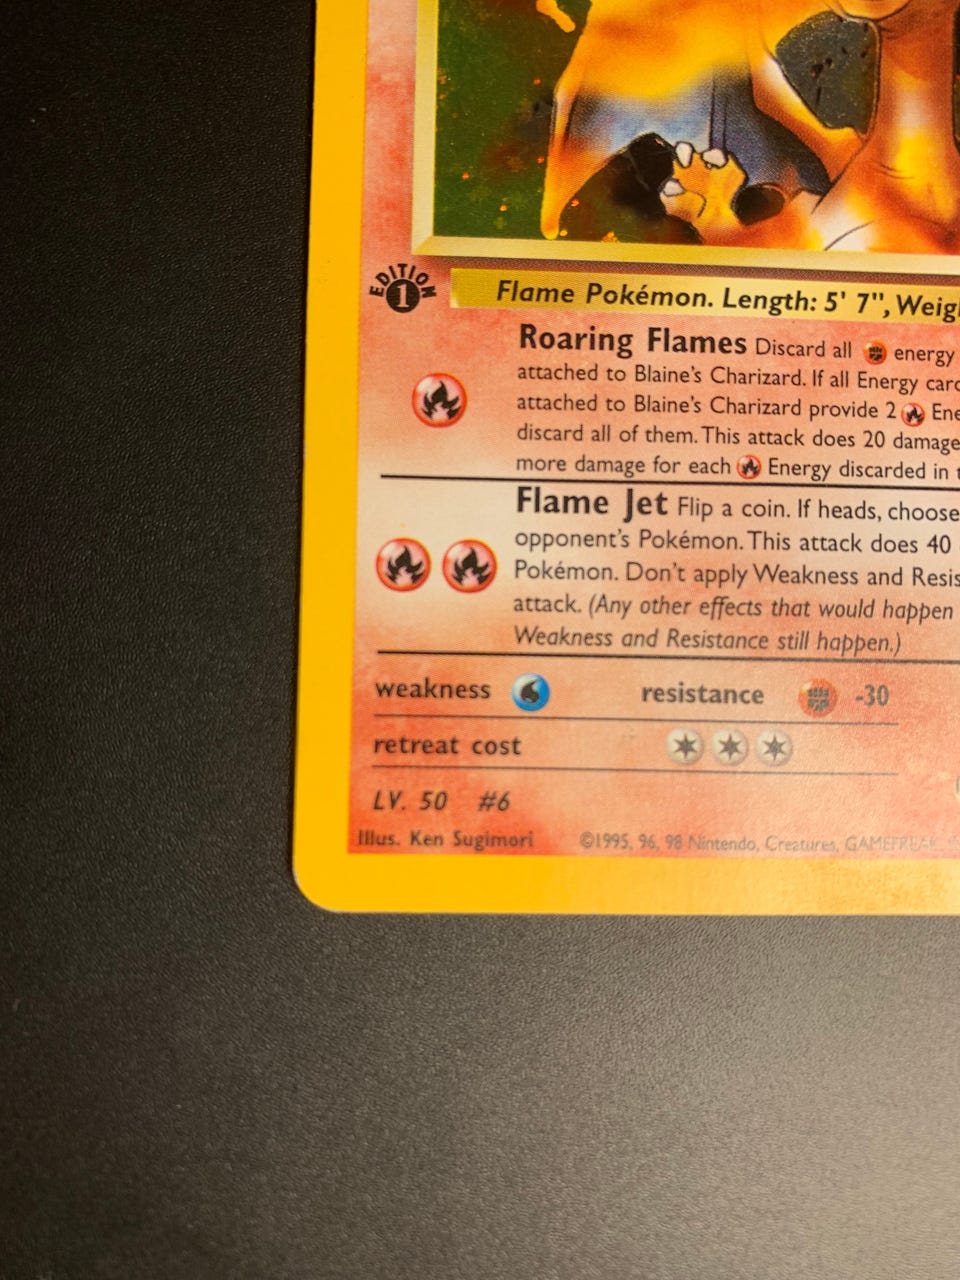 EDITION
1
Flame Pokémon. Length: 5' 7", Weig
Roaring Flames Discard all energy
attached to Blaine's Charizard. If all Energy card
attached to Blaine's Charizard provide 2 Ene
discard all of them. This attack does 20 damage
more damage for each Energy discarded in t
Flame Jet Flip a coin. If heads, choose
opponent's Pokémon. This attack does 40
Pokémon. Don't apply Weakness and Resis
attack. (Any other effects that would happen
Weakness and Resistance still happen.)
weakness resistance -30
retreat cost
LV. 50 #6
Illus. Ken Sugimori ©1995, 96, 98 Nintendo, Creatures, GAMEFREAK.